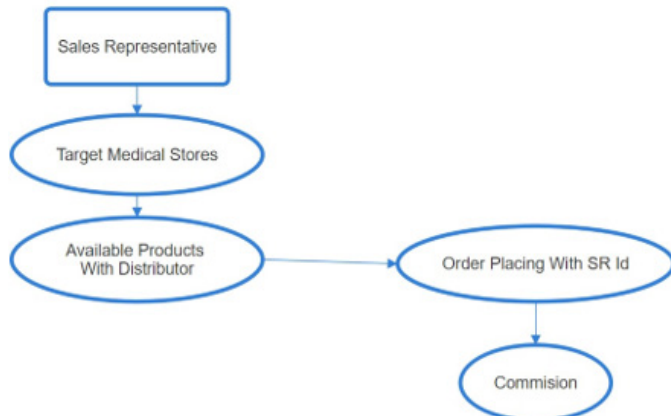 Sales Representative
Target Medical Stores
Available Products
With Distributor
Order Placing With SR Id
Commision